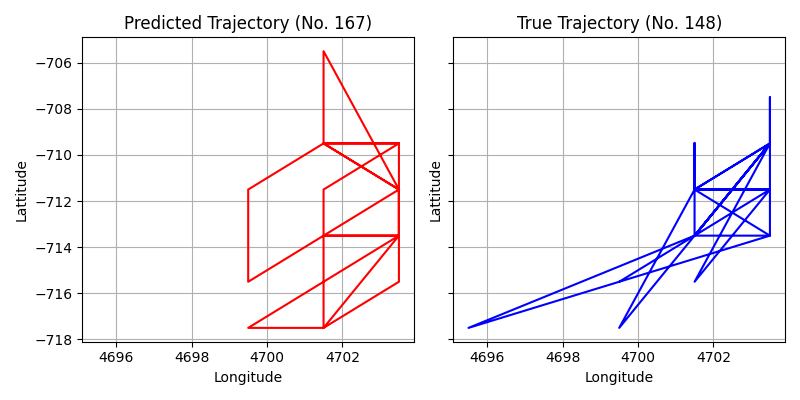 Predicted Trajectory (No. 167)
True Trajectory (No. 148)
Lattitude
−706
−708
−710
−712
−714
−716
−718
4696
4698
4700
4702
Longitude
Lattitude
4696
4698
4700
4702
Longitude